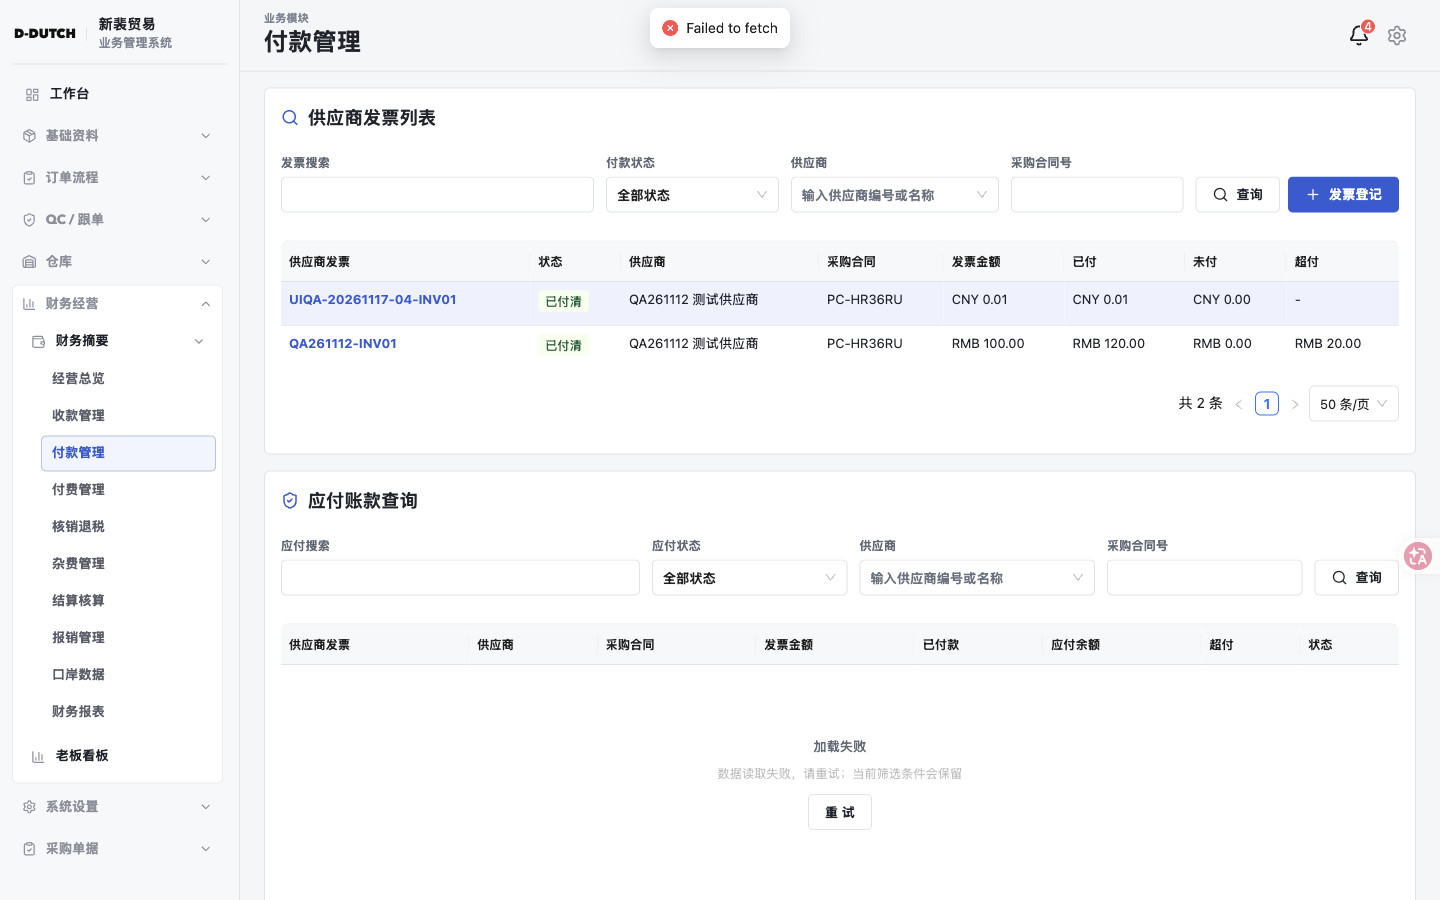 D-DUTCH
新裴贸易
业务管理系统
工作台
基础资料
订单流程
QC / 跟单
仓库
财务经营
财务摘要
经营总览
收款管理
付款管理
付费管理
核销退税
杂费管理
结算核算
报销管理
口岸数据
财务报表
老板看板
系统设置
采购单据
业务模块
付款管理
Failed to fetch
4
供应商发票列表
发票搜索 付款状态 供应商 采购合同号
全部状态 输入供应商编号或名称 查询 发票登记
供应商发票 状态 供应商 采购合同 发票金额 已付 未付 超付
UIQA-20261117-04-INV01 已付清 QA261112 测试供应商 PC-HR36RU CNY 0.01 CNY 0.01 CNY 0.00 -
QA261112-INV01 已付清 QA261112 测试供应商 PC-HR36RU RMB 100.00 RMB 120.00 RMB 0.00 RMB 20.00
共 2 条 1 50 条/页
应付账款查询
应付搜索 应付状态 供应商 采购合同号
全部状态 输入供应商编号或名称 查询
供应商发票 供应商 采购合同 发票金额 已付款 应付余额 超付 状态
加载失败
数据读取失败，请重试；当前筛选条件会保留
重 试